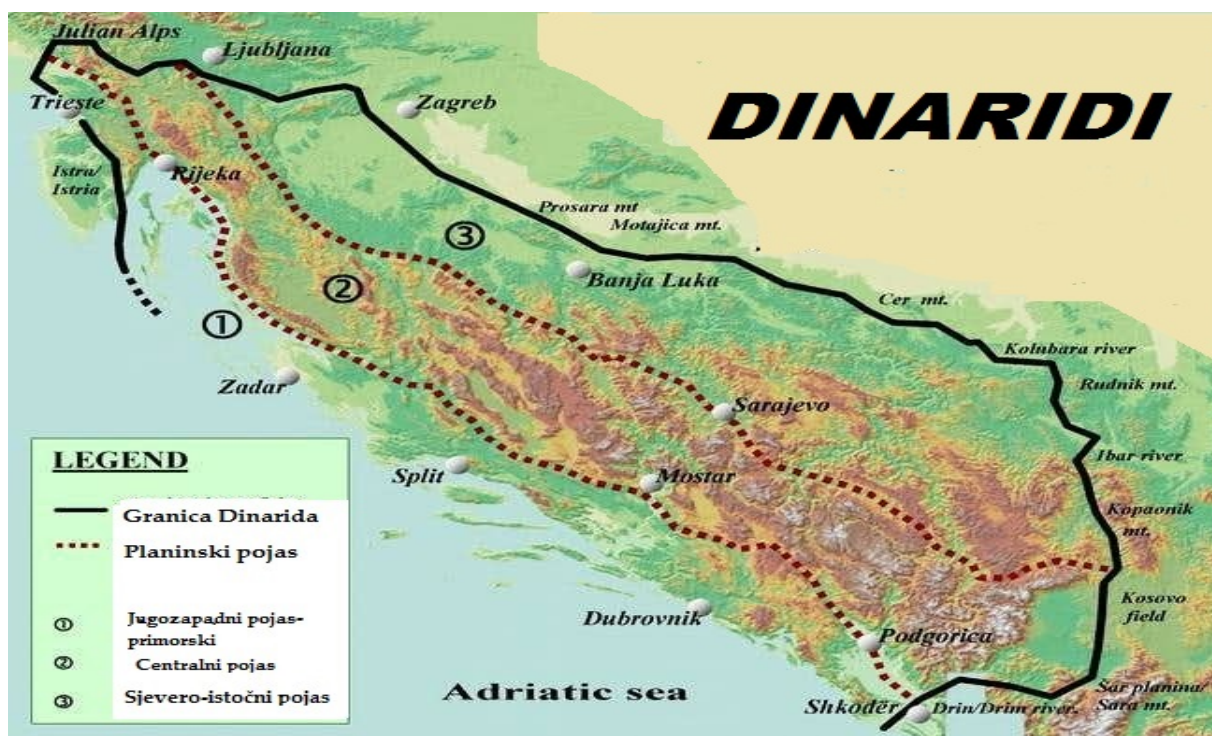 DINARIDI
Julian Alps
Ljubljana
Trieste
Zagreb
Istra/
Istria
Rijeka
Prosara mt
Motajica mt.
③
Banja Luka
②
Cer mt.
①
Kolubara river
Zadar
Rudnik mt.
Sarajevo
Ibar river
Split
Mostar
Kopaonik
mt.
Dubrovnik
Kosovo
field
Podgorica
Adriatic sea
Shkodër
Drin/Drim river.
Šar planina/
Sara mt.
LEGEND
Granica Dinarida
Planinski pojas
① Jugozapadni pojas-
primorski
② Centralni pojas
③ Sjevero-istočni pojas